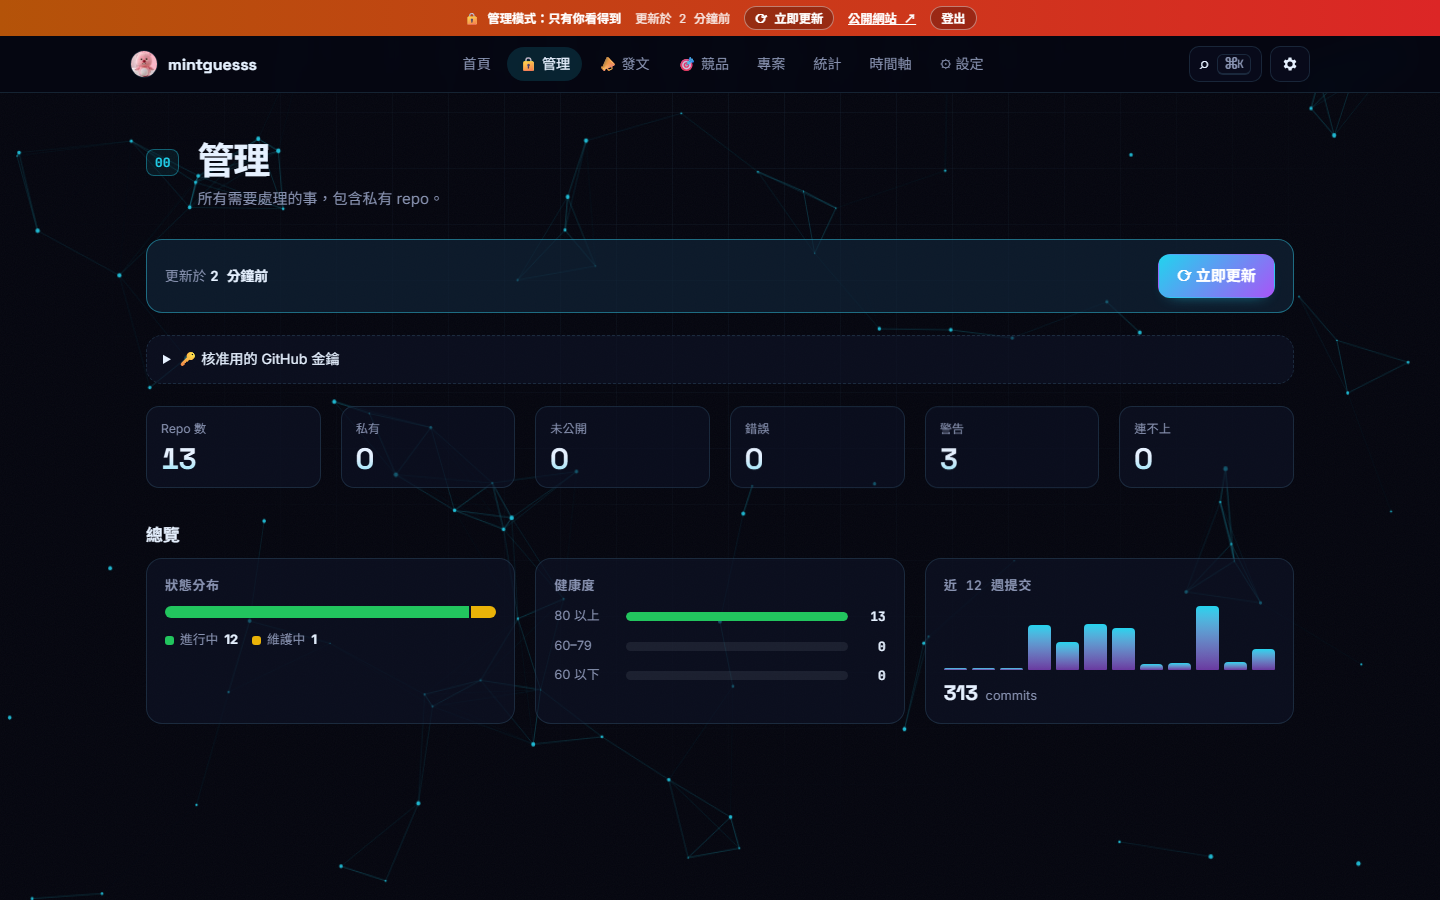 🔒 管理模式：只有你看得到 更新於 2 分鐘前 ⟳ 立即更新 公開網站 ↗ 登出
mintguesss 首頁 🔒 管理 📣 發文 🎯 競品 專案 統計 時間軸 ⚙ 設定 ⌕ ⌘K
00 管理
所有需要處理的事，包含私有 repo。
更新於 2 分鐘前 ⟳ 立即更新
▶ 🔑 核准用的 GitHub 金鑰
Repo 數 私有 未公開 錯誤 警告 連不上
13 0 0 0 3 0
總覽
狀態分布
進行中 12 維護中 1
健康度
80 以上 13
60–79 0
60 以下 0
近 12 週提交
313 commits